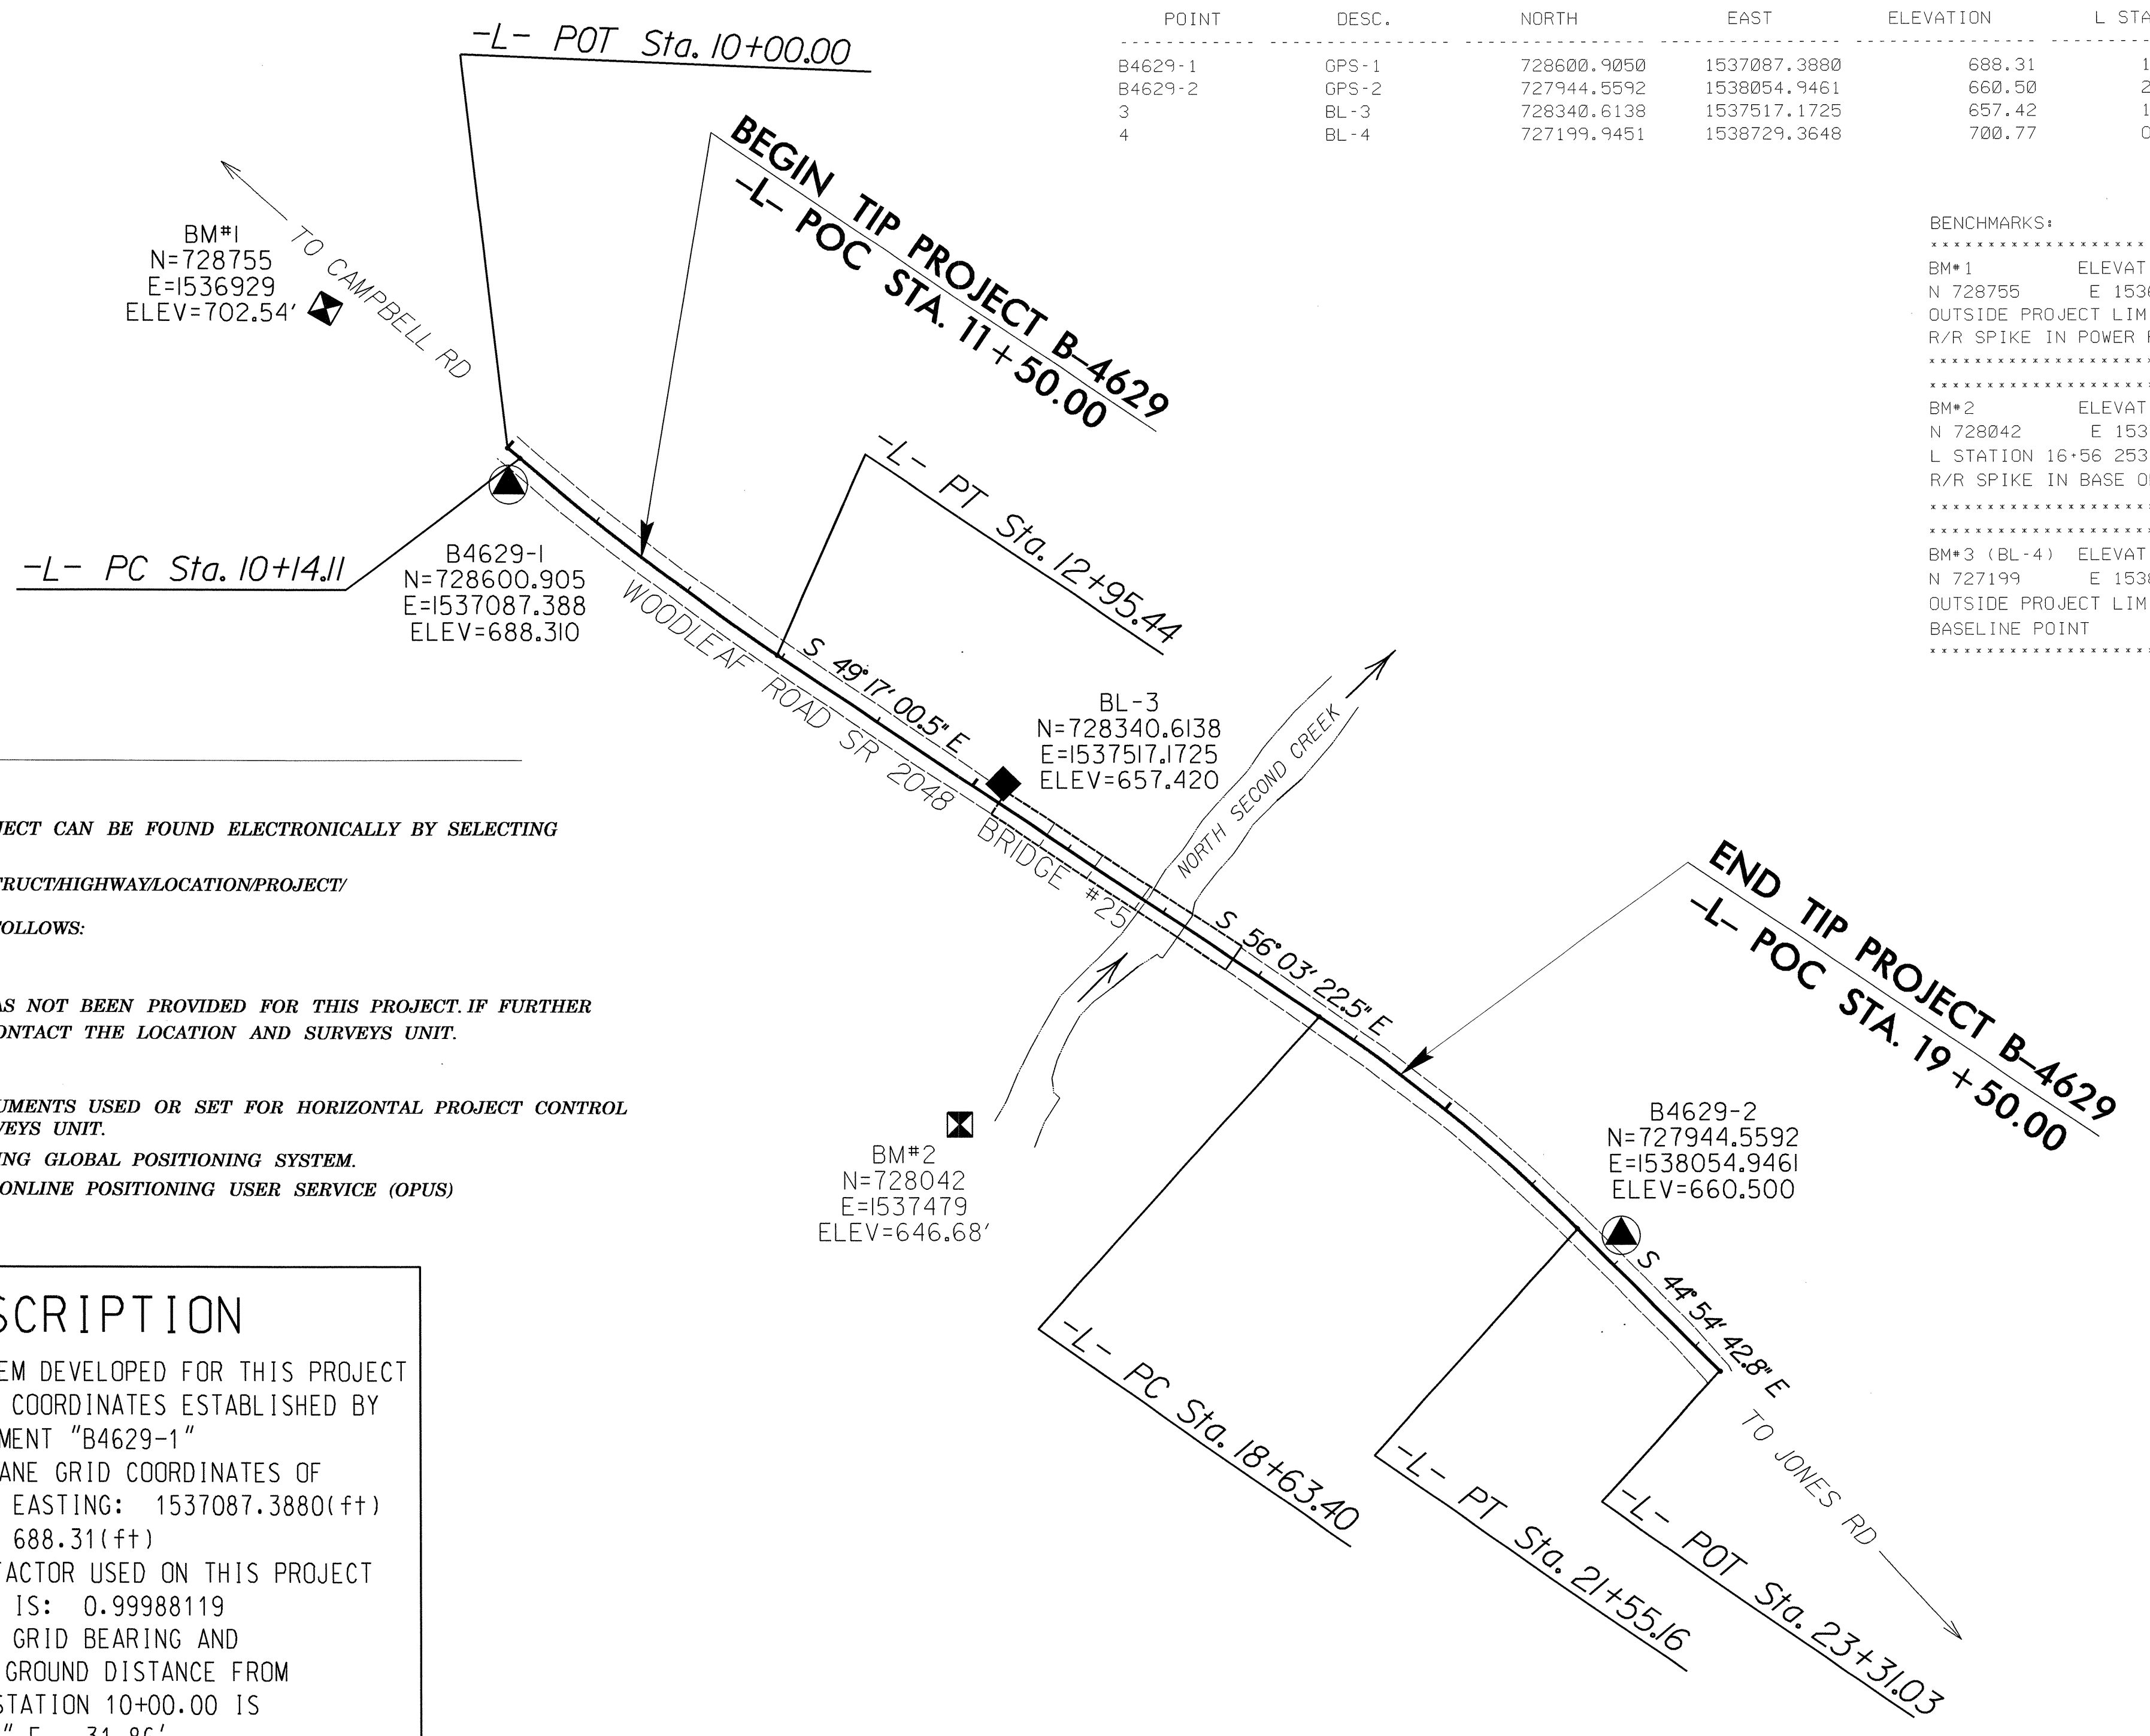 POINT DESC. NORTH EAST ELEVATION L STA
B4629-1 GPS-1 728600.9050 1537087.3880 688.31 1
B4629-2 GPS-2 727944.5592 1538054.9461 660.50 2
3 BL-3 728340.6138 1537517.1725 657.42 1
4 BL-4 727199.9451 1538729.3648 700.77 0
-L- POT Sta. 10+00.00
BEGIN TIP PROJECT B-4629
-L- POC STA. 11+50.00
BM#1
N=728755
E=1536929
ELEV=702.54'
TO CAMPBELL RD
BENCHMARKS:
BM#1 ELEVAT
N 728755 E 1536
OUTSIDE PROJECT LIM
R/R SPIKE IN POWER
BM#2 ELEVAT
N 728042 E 153
L STATION 16+56 253
R/R SPIKE IN BASE
BM#3 (BL-4) ELEVAT
N 727199 E 1538
OUTSIDE PROJECT LIM
BASELINE POINT
-L- PT Sta. 12+95.44
-L- PC Sta. 10+14.11
B4629-1
N=728600.905
E=1537087.388
ELEV=688.310
WOODLEAF ROAD SR 2048
S 49° 17' 00.5" E
BL-3
N=728340.6138
E=1537517.1725
ELEV=657.420
BRIDGE #25
NORTH SECOND CREEK
S 56° 03' 22.5" E
END TIP PROJECT B-4629
-L- POC STA. 19+50.00
JECT CAN BE FOUND ELECTRONICALLY BY SELECTING
TRUCT/HIGHWAY/LOCATION/PROJECT/
FOLLOWS:
AS NOT BEEN PROVIDED FOR THIS PROJECT. IF FURTHER
ONTACT THE LOCATION AND SURVEYS UNIT.
UMENTS USED OR SET FOR HORIZONTAL PROJECT CONTROL
VEYS UNIT.
ING GLOBAL POSITIONING SYSTEM.
ONLINE POSITIONING USER SERVICE (OPUS)
BM#2
N=728042
E=1537479
ELEV=646.68'
B4629-2
N=727944.5592
E=1538054.9461
ELEV=660.500
S 44° 54' 42.8" E
TO JONES RD
-L- PC Sta. 18+63.40
-L- PT Sta. 21+55.16
-L- POT Sta. 23+31.03
SCRIPTION
EM DEVELOPED FOR THIS PROJECT
COORDINATES ESTABLISHED BY
MENT "B4629-1"
ANE GRID COORDINATES OF
EASTING: 1537087.3880(ft)
688.31(ft)
FACTOR USED ON THIS PROJECT
IS: 0.99988119
GRID BEARING AND
GROUND DISTANCE FROM
STATION 10+00.00 IS
" E 31.86'